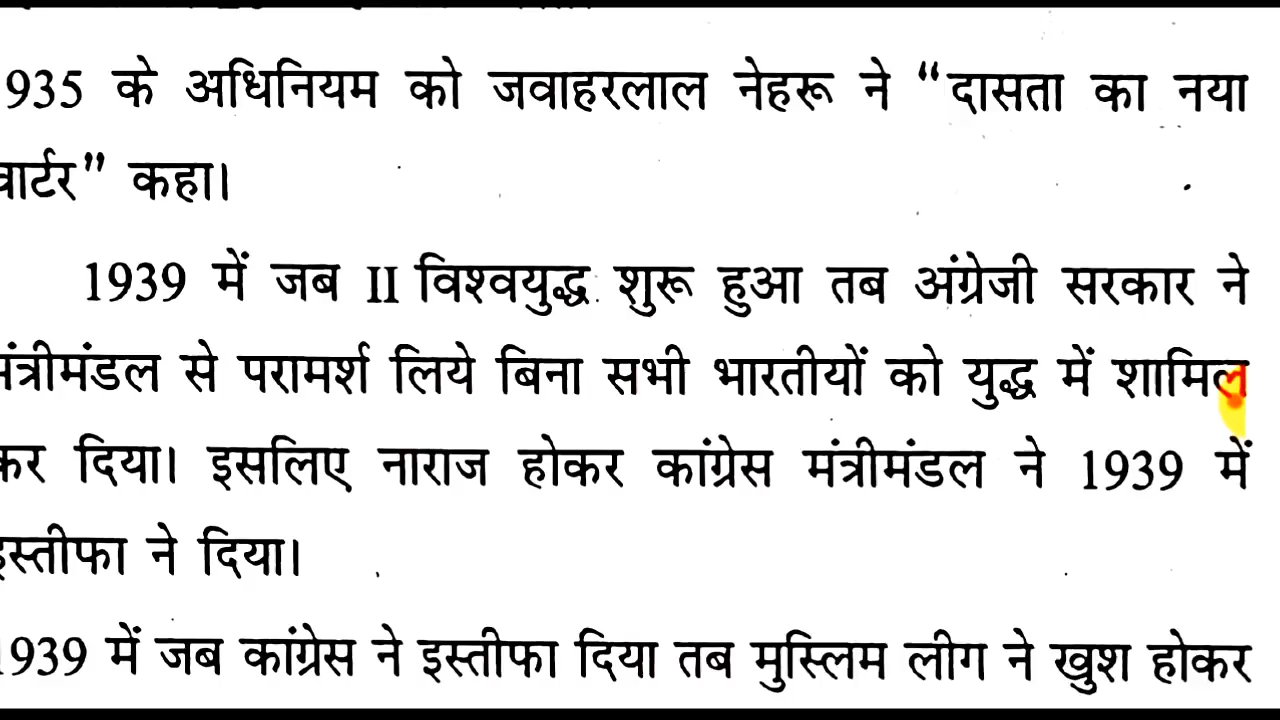 935 के अधिनियम को जवाहरलाल नेहरू ने “दासता का नया
चार्टर” कहा।
1939 में जब II विश्वयुद्ध शुरू हुआ तब अंग्रेजी सरकार ने
मंत्रीमंडल से परामर्श लिये बिना सभी भारतीयों को युद्ध में शामिल
कर दिया। इसलिए नाराज होकर कांग्रेस मंत्रीमंडल ने 1939 में
इस्तीफा ने दिया।
1939 में जब कांग्रेस ने इस्तीफा दिया तब मुस्लिम लीग ने खुश होकर